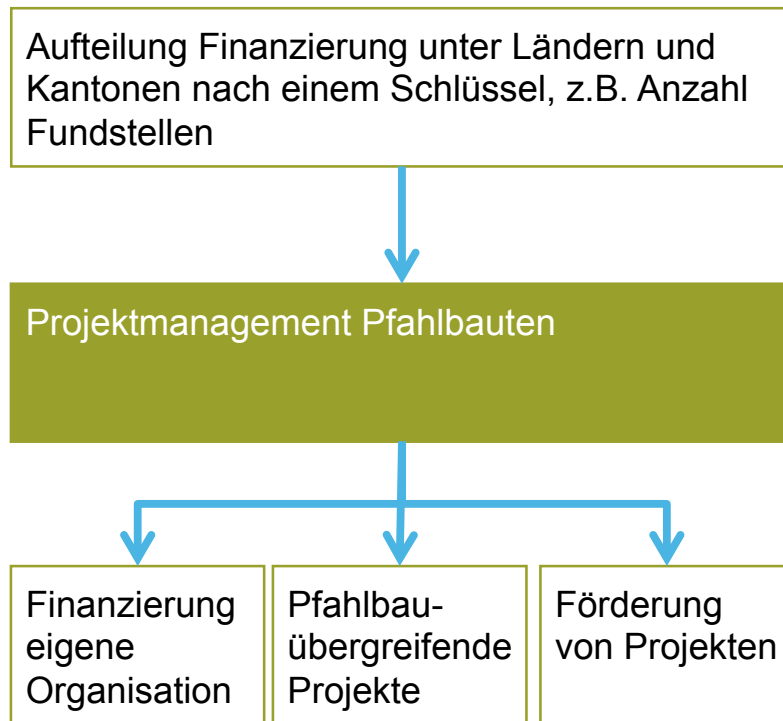 Aufteilung Finanzierung unter Ländern und
Kantonen nach einem Schlüssel, z.B. Anzahl
Fundstellen
Projektmanagement Pfahlbauten
Finanzierung
eigene
Organisation
Pfahlbau-
übergreifende
Projekte
Förderung
von Projekten